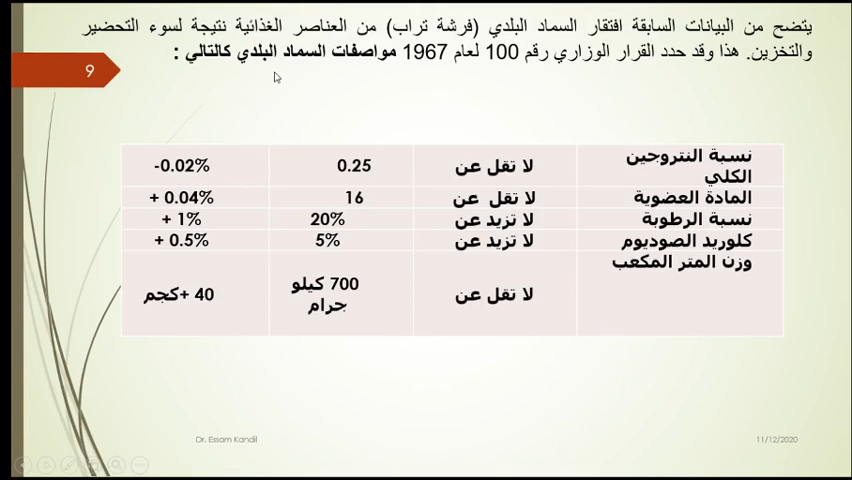 يتضح من البيانات السابقة افتقار السماد البلدي (فرشة تراب) من العناصر الغذائية نتيجة لسوء التحضير
والتخزين. هذا وقد حدد القرار الوزاري رقم 100 لعام 1967 مواصفات السماد البلدي كالتالي :
9
نسبة النتروجين الكلي لا تقل عن 0.25 -0.02%
المادة العضوية لا تقل عن 16 + 0.04%
نسبة الرطوبة لا تزيد عن 20% + 1%
كلوريد الصوديوم لا تزيد عن 5% + 0.5%
وزن المتر المكعب لا تقل عن 700 كيلو جرام 40 +كجم
Dr. Essam Kandil
11/12/2020